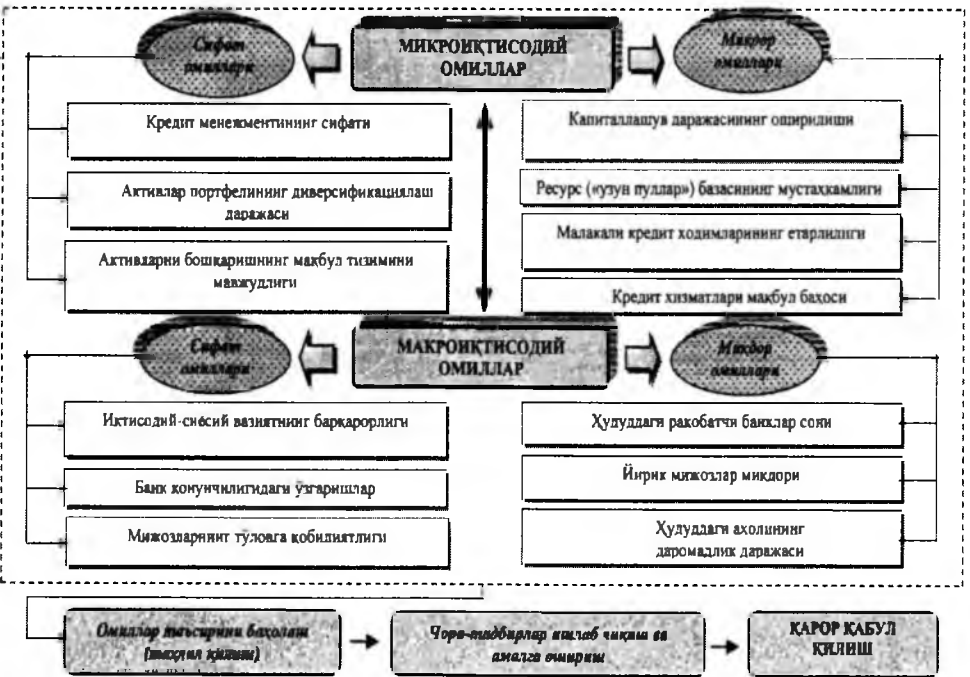 Сифат
омиллари
МИКРОИҚТИСОДИЙ
ОМИЛЛАР
Миқдор
омиллари
Кредит менежментининг сифати
Активлар портфелининг диверсификациялаш
даражаси
Активларни бошқаришнинг мақбул тизимини
мавжудлиги
Капиталлашув даражасининг оширилиши
Ресурс («узун пуллар») базасининг мустаҳкамлиги
Малакали кредит ходимларининг етарлилиги
Кредит хизматлари мақбул баҳоси
Сифат
омиллари
МАКРОИҚТИСОДИЙ
ОМИЛЛАР
Миқдор
омиллари
Иқтисодий-сиёсий вазиятнинг барқарорлиги
Банк қонунчилигидаги ўзгаришлар
Мижозларнинг тўловга қобилиятлиги
Ҳудуддаги рақобатчи банклар сони
Йирик мижозлар миқдори
Ҳудуддаги аҳолининг
даромадлик даражаси
Омиллар таъсирини баҳолаш
(таҳлил қилиш)
Чора-тадбирлар ишлаб чиқиш ва
амалга ошириш
ҚАРОР ҚАБУЛ
ҚИЛИШ